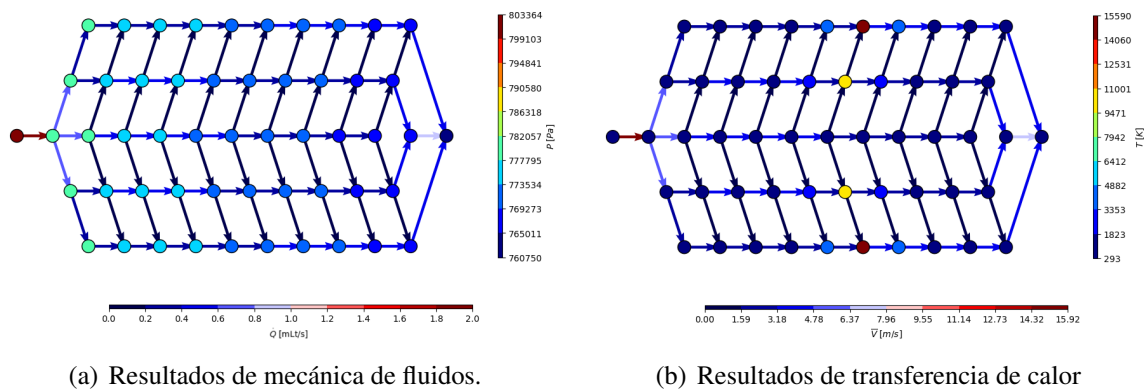 803364
799103
794841
790580
786318
782057
777795
773534
769273
765011
760750
P [Pa]
0.0 0.2 0.4 0.6 0.8 1.0 1.2 1.4 1.6 1.8 2.0
Q̇ [mLt/s]
(a) Resultados de mecánica de fluidos.
15590
14060
12531
11001
9471
7942
6412
4882
3353
1823
293
T [K]
0.00 1.59 3.18 4.78 6.37 7.96 9.55 11.14 12.73 14.32 15.92
V̅ [m/s]
(b) Resultados de transferencia de calor